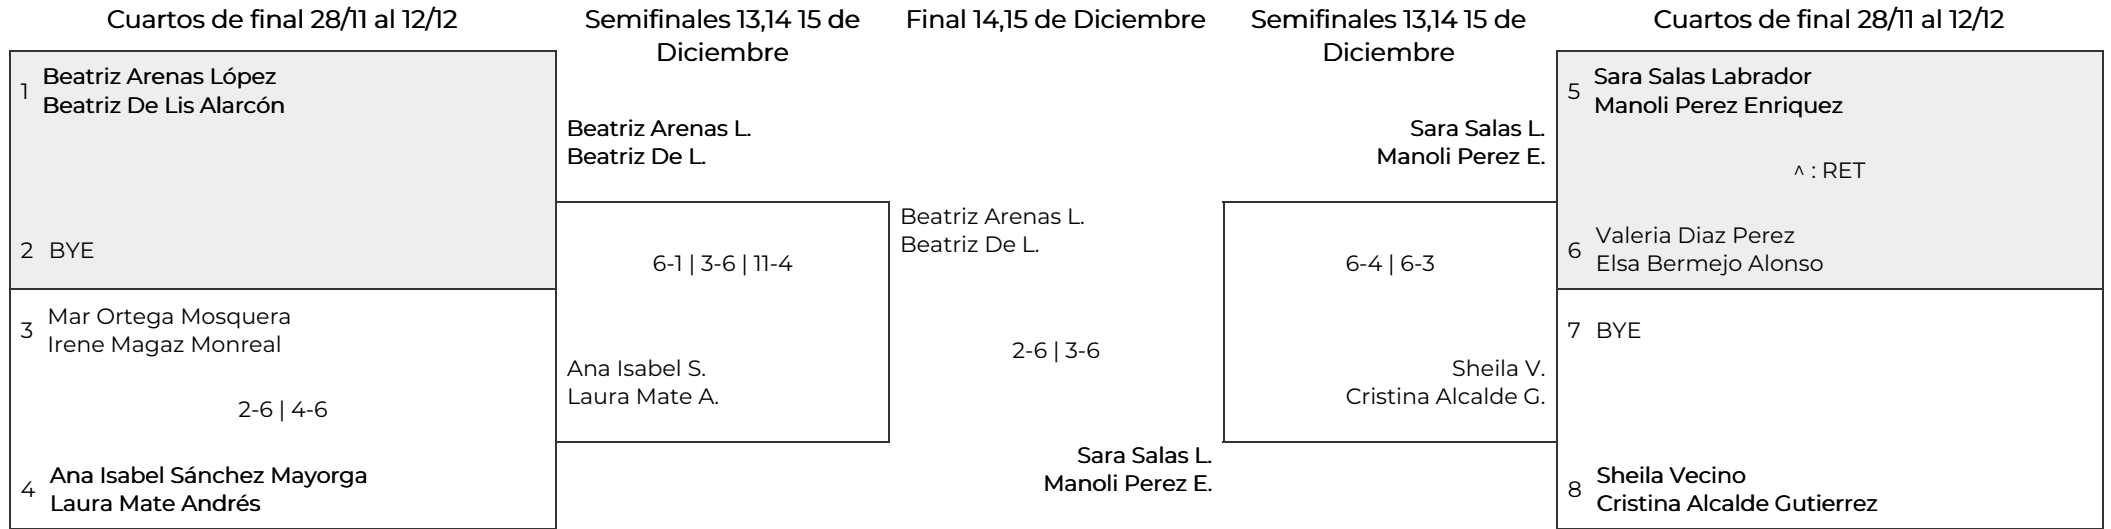 Cuartos de final 28/11 al 12/12
Semifinales 13,14 15 de
Diciembre
Final 14,15 de Diciembre
Semifinales 13,14 15 de
Diciembre
Cuartos de final 28/11 al 12/12
1
Beatriz Arenas López
Beatriz De Lis Alarcón
2 BYE
3
Mar Ortega Mosquera
Irene Magaz Monreal
2-6 | 4-6
4
Ana Isabel Sánchez Mayorga
Laura Mate Andrés
Beatriz Arenas L.
Beatriz De L.
6-1 | 3-6 | 11-4
Ana Isabel S.
Laura Mate A.
Beatriz Arenas L.
Beatriz De L.
2-6 | 3-6
Sara Salas L.
Manoli Perez E.
Sara Salas L.
Manoli Perez E.
6-4 | 6-3
Sheila V.
Cristina Alcalde G.
5
Sara Salas Labrador
Manoli Perez Enriquez
^ : RET
6
Valeria Diaz Perez
Elsa Bermejo Alonso
7 BYE
8
Sheila Vecino
Cristina Alcalde Gutierrez